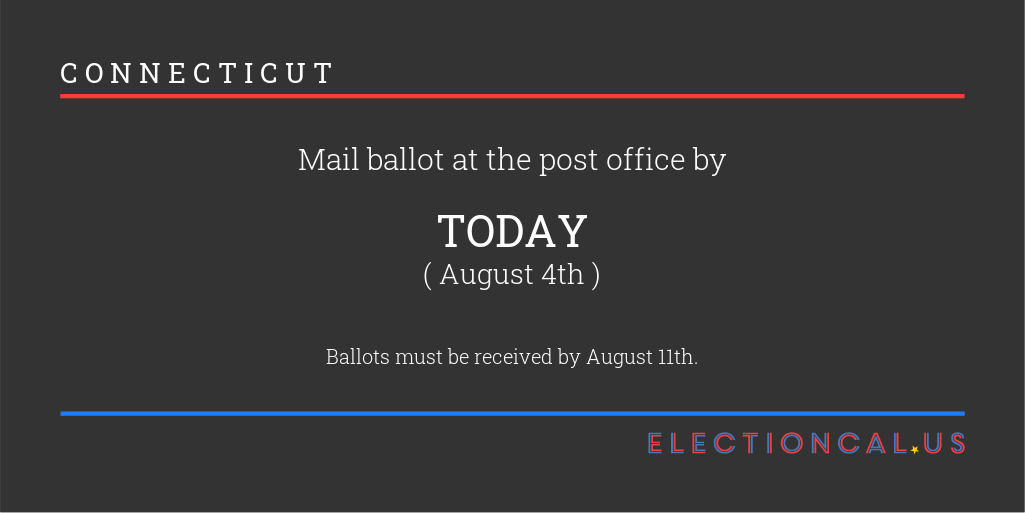 CONNECTICUT
Mail ballot at the post office by
TODAY
( August 4th )
Ballots must be received by August 11th.
ELECTIONCAL.US